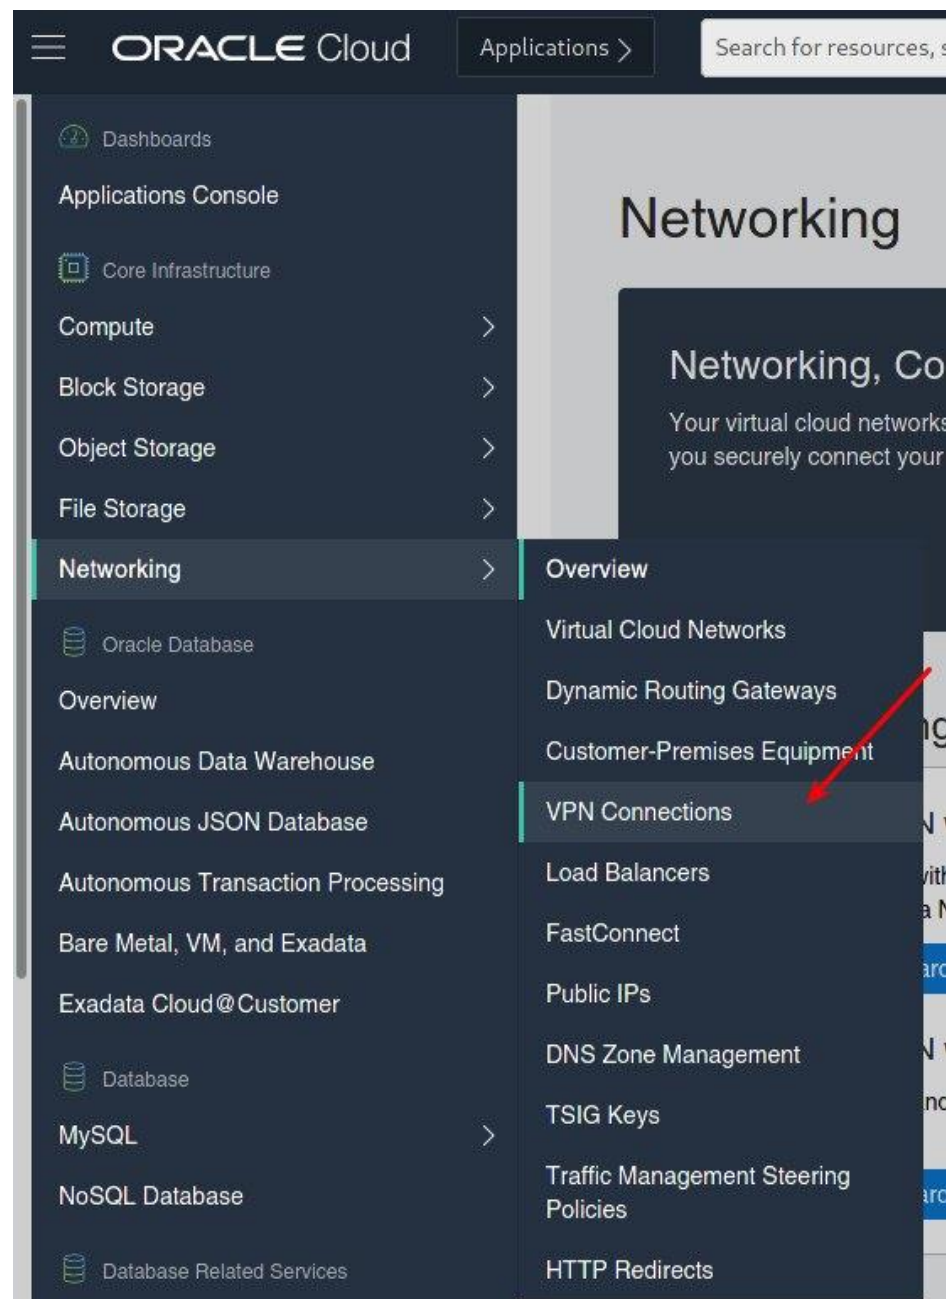 ORACLE Cloud
Applications
Search for resources,
Dashboards
Applications Console
Core Infrastructure
Compute
Block Storage
Object Storage
File Storage
Networking
Oracle Database
Overview
Autonomous Data Warehouse
Autonomous JSON Database
Autonomous Transaction Processing
Bare Metal, VM, and Exadata
Exadata Cloud@Customer
Database
MySQL
NoSQL Database
Database Related Services
Networking
Networking,
Your virtual cloud networks
you securely connect your
Overview
Virtual Cloud Networks
Dynamic Routing Gateways
Customer-Premises Equipment
VPN Connections
Load Balancers
FastConnect
Public IPs
DNS Zone Management
TSIG Keys
Traffic Management Steering
Policies
HTTP Redirects